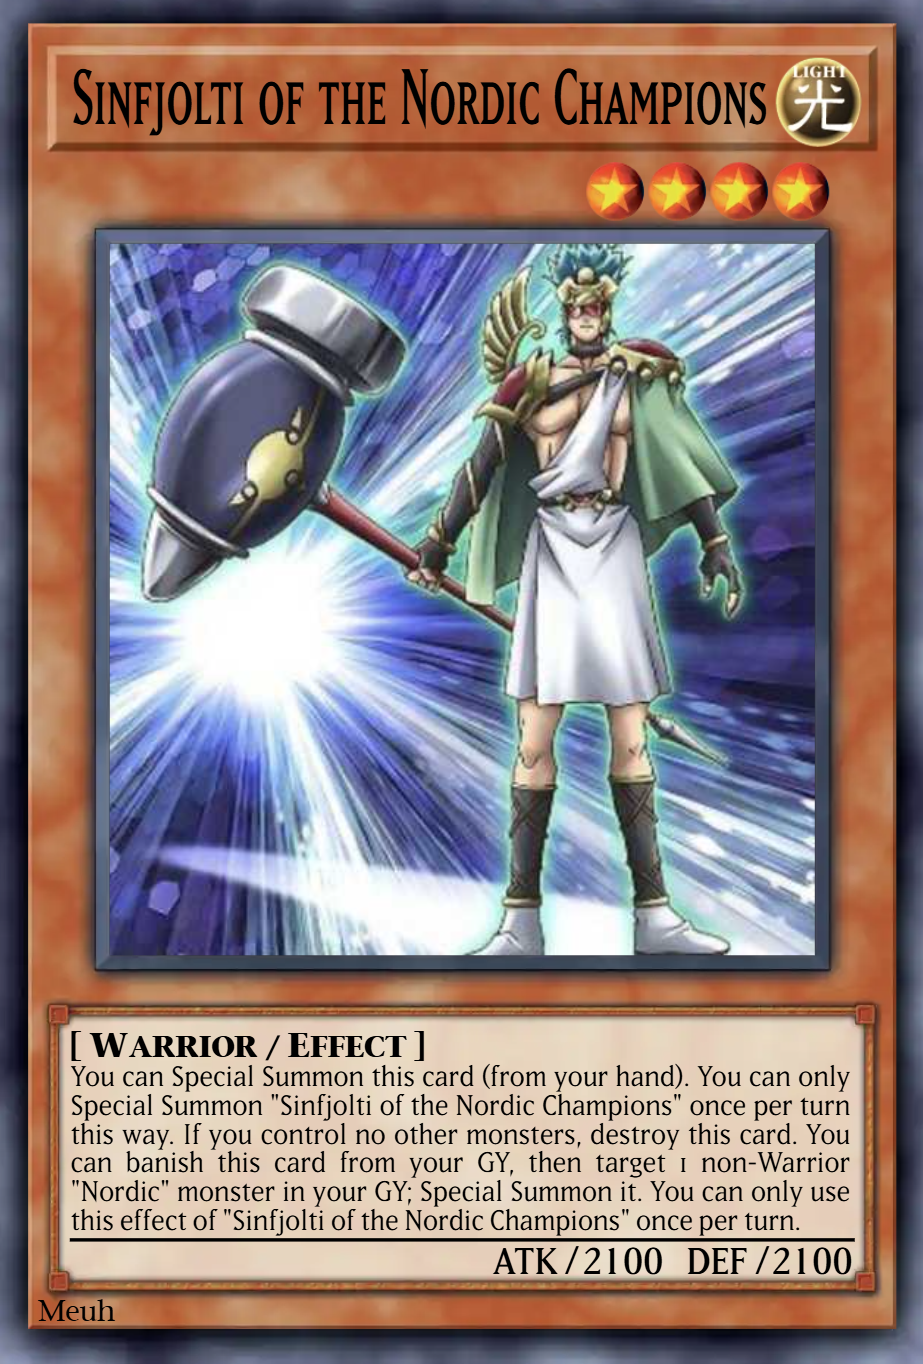 Sinfjolti of the Nordic Champions
LIGHT
光
[ Warrior / Effect ]
You can Special Summon this card (from your hand). You can only
Special Summon "Sinfjolti of the Nordic Champions" once per turn
this way. If you control no other monsters, destroy this card. You
can banish this card from your GY, then target 1 non-Warrior
"Nordic" monster in your GY; Special Summon it. You can only use
this effect of "Sinfjolti of the Nordic Champions" once per turn.
ATK/2100 DEF/2100
Meuh